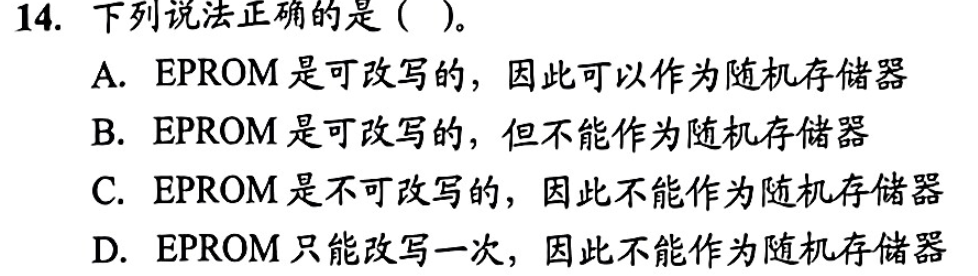 14. 下列说法正确的是（ ）。
A. EPROM 是可改写的，因此可以作为随机存储器
B. EPROM 是可改写的，但不能作为随机存储器
C. EPROM 是不可改写的，因此不能作为随机存储器
D. EPROM 只能改写一次，因此不能作为随机存储器